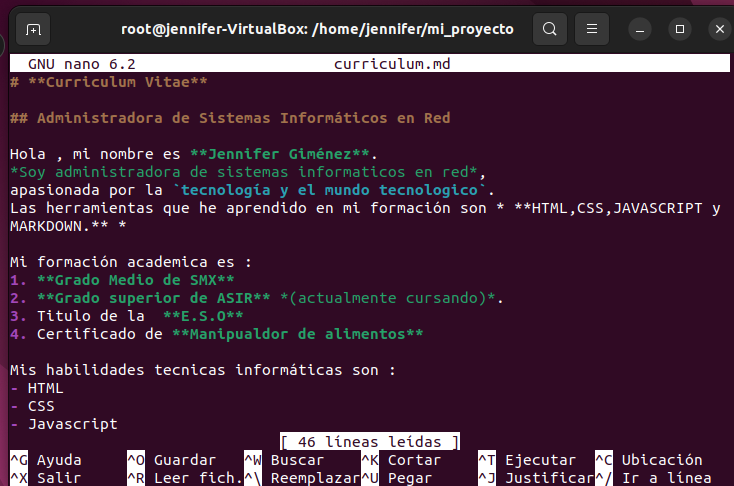 root@jennifer-VirtualBox: /home/jennifer/mi_proyecto
GNU nano 6.2 curriculum.md
# **Curriculum Vitae**
## Administradora de Sistemas Informáticos en Red
Hola , mi nombre es **Jennifer Giménez**.
*Soy administradora de sistemas informaticos en red*,
apasionada por la `tecnología y el mundo tecnologico`.
Las herramientas que he aprendido en mi formación son * **HTML,CSS,JAVASCRIPT y
MARKDOWN.** *
Mi formación academica es :
1. **Grado Medio de SMX**
2. **Grado superior de ASIR** *(actualmente cursando)*.
3. Titulo de la  **E.S.O**
4. Certificado de **Manipualdor de alimentos**
Mis habilidades tecnicas informáticas son :
- HTML
- CSS
- Javascript
[ 46 líneas leídas ]
^G Ayuda ^O Guardar ^W Buscar ^K Cortar ^T Ejecutar ^C Ubicación
^X Salir ^R Leer fich. ^\ Reemplazar ^U Pegar ^J Justificar ^/ Ir a línea